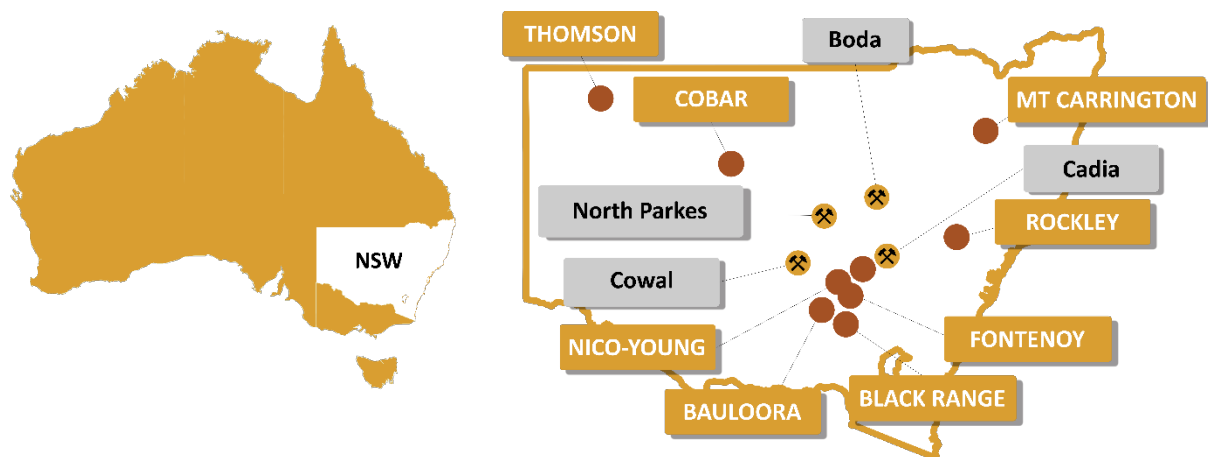 NSW
THOMSON
Boda
COBAR
MT CARRINGTON
Cadia
North Parkes
ROCKLEY
Cowal
NICO-YOUNG
FONTENOY
BAULOORA
BLACK RANGE